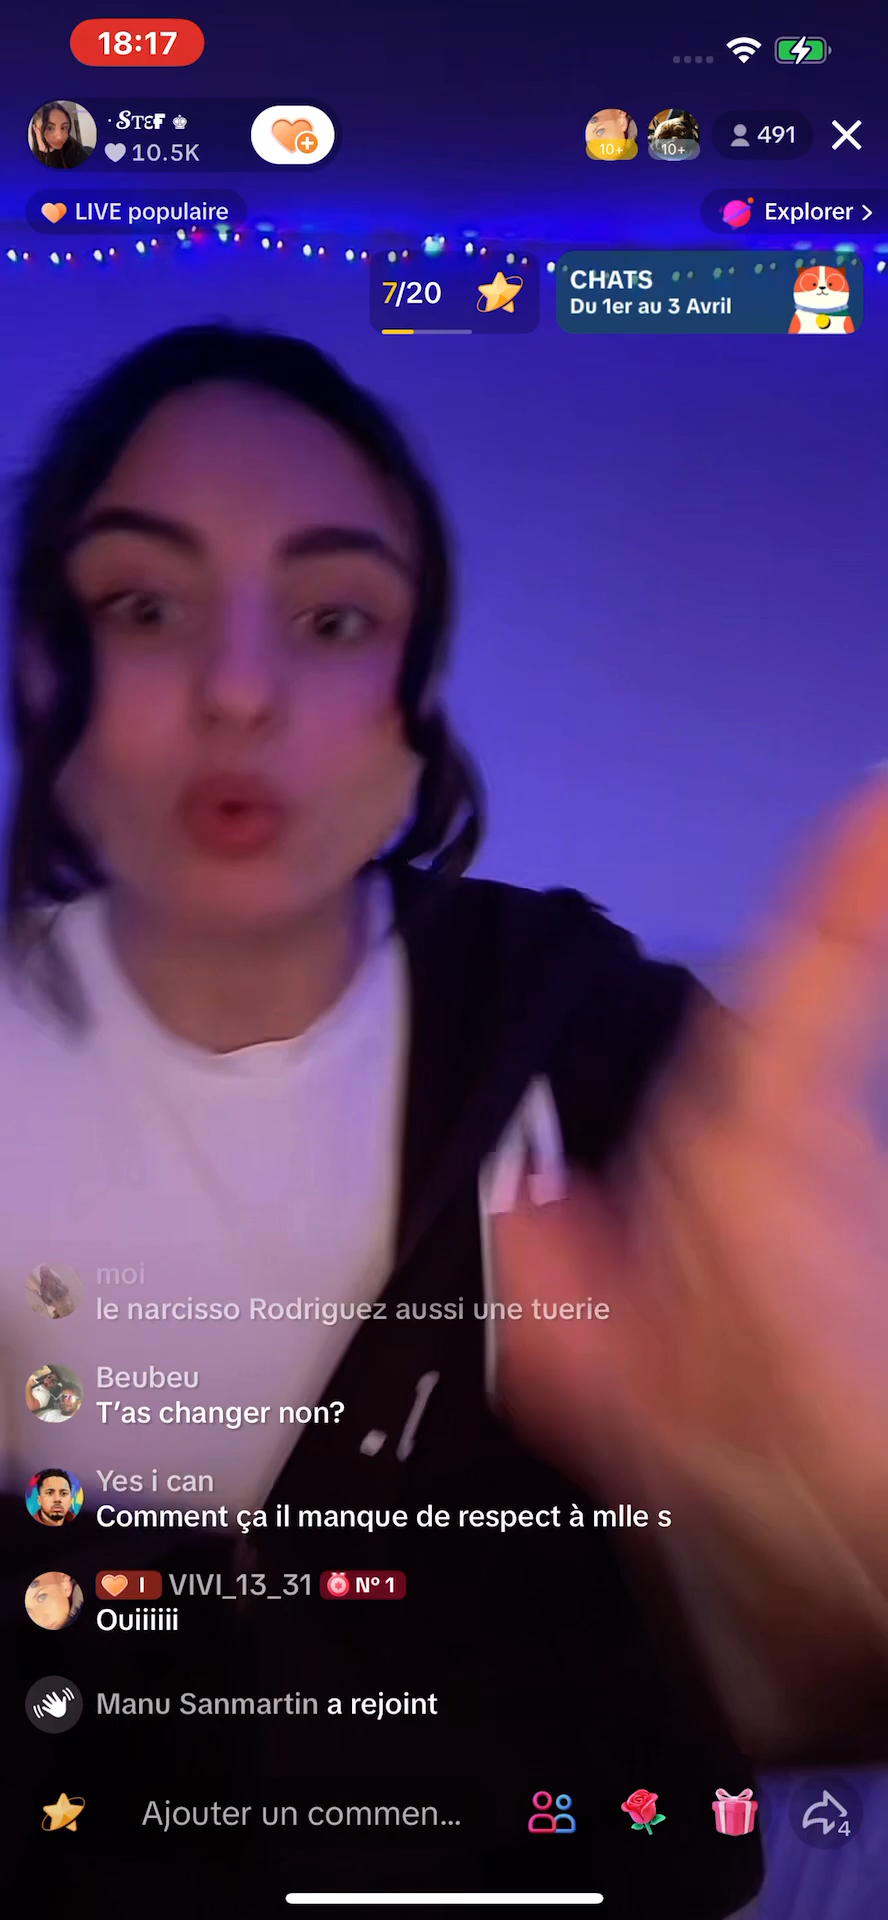 18:17
· 𝓢ᴛᴇ𝗙 ♚
10.5K
10+
10+
491
LIVE populaire
Explorer >
7/20
CHATS
Du 1er au 3 Avril
moi
le narcisso Rodriguez aussi une tuerie
Beubeu
T'as changer non?
Yes i can
Comment ça il manque de respect à mlle s
I VIVI_13_31 Nº 1
Ouiiiiii
Manu Sanmartin a rejoint
Ajouter un commen...
4